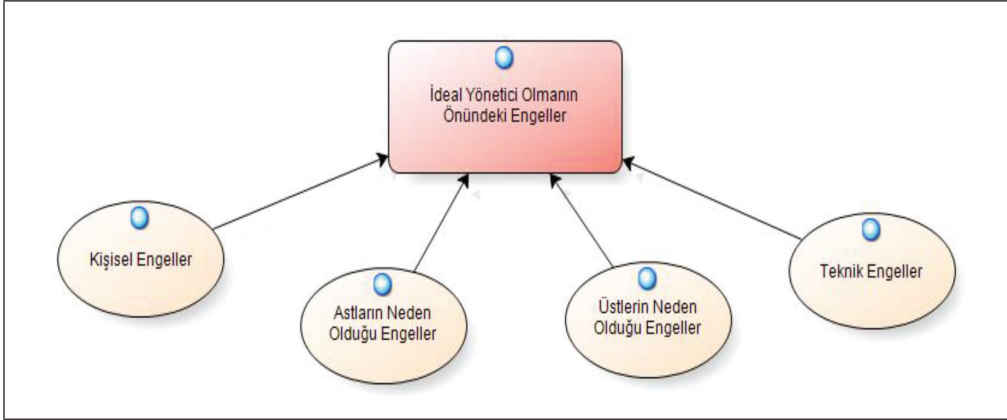 İdeal Yönetici Olmanın
Önündeki Engeller
Kişisel Engeller
Astların Neden
Olduğu Engeller
Üstlerin Neden
Olduğu Engeller
Teknik Engeller